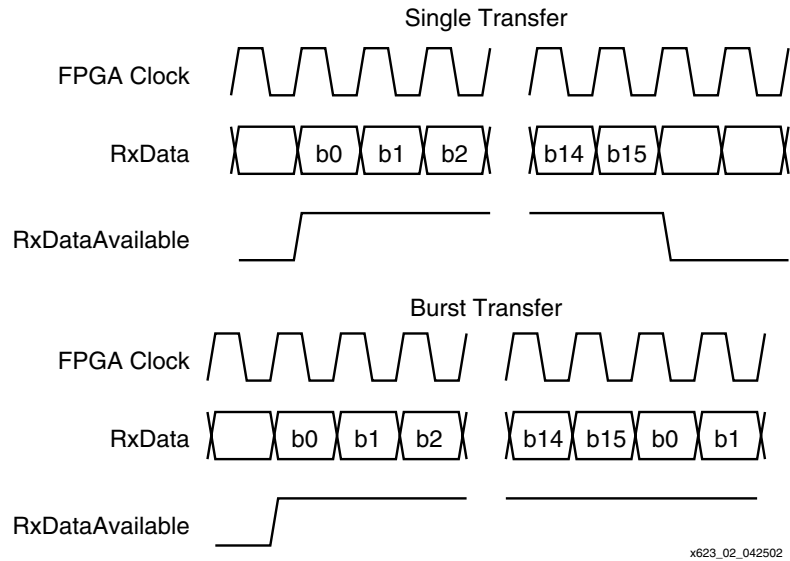 Single Transfer
FPGA Clock
RxData b0 b1 b2 b14 b15
RxDataAvailable
Burst Transfer
FPGA Clock
RxData b0 b1 b2 b14 b15 b0 b1
RxDataAvailable
x623_02_042502